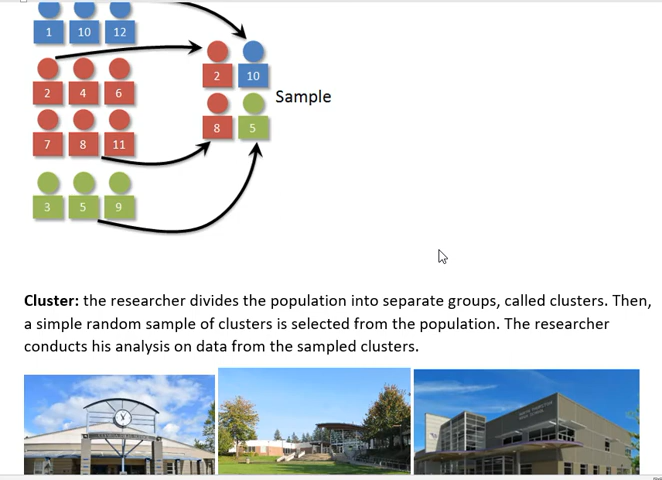 1 10 12
2 10
2 4 6
Sample
8 5
7 8 11
3 5 9
Cluster: the researcher divides the population into separate groups, called clusters. Then,
a simple random sample of clusters is selected from the population. The researcher
conducts his analysis on data from the sampled clusters.